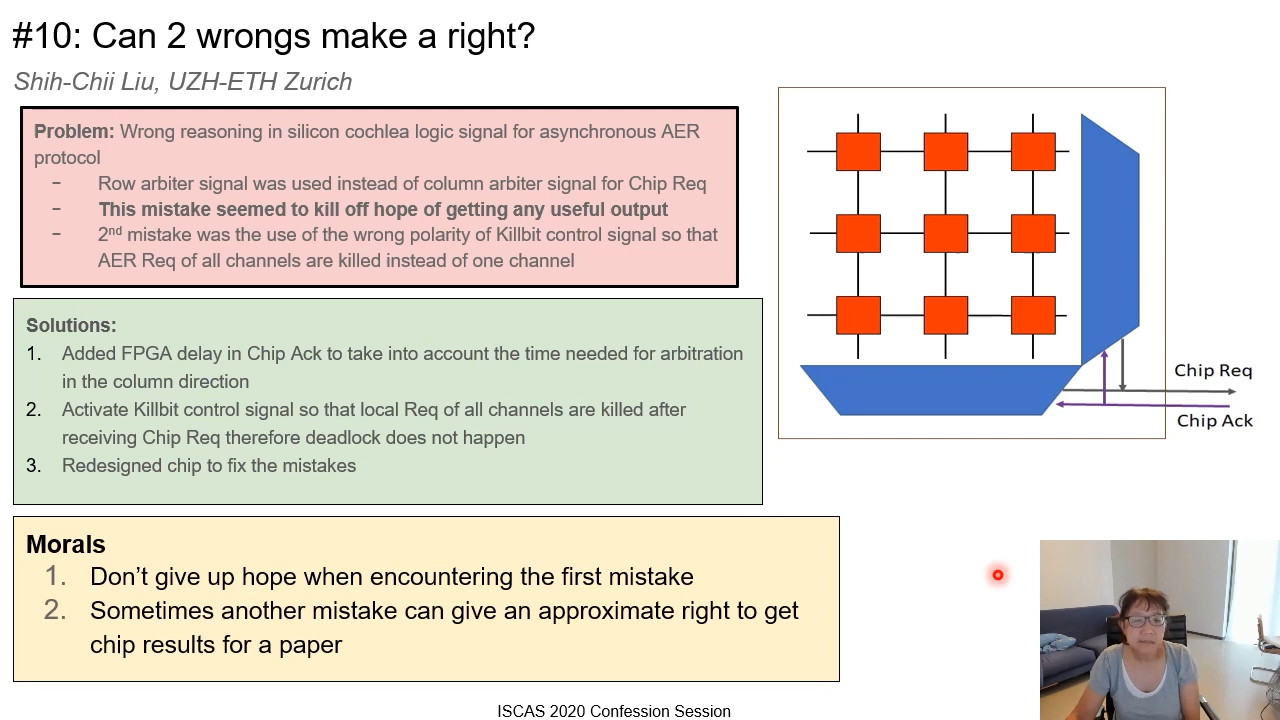 #10: Can 2 wrongs make a right?
Shih-Chii Liu, UZH-ETH Zurich
Problem: Wrong reasoning in silicon cochlea logic signal for asynchronous AER
protocol
- Row arbiter signal was used instead of column arbiter signal for Chip Req
- This mistake seemed to kill off hope of getting any useful output
- 2nd mistake was the use of the wrong polarity of Killbit control signal so that
AER Req of all channels are killed instead of one channel
Solutions:
1. Added FPGA delay in Chip Ack to take into account the time needed for arbitration
in the column direction
2. Activate Killbit control signal so that local Req of all channels are killed after
receiving Chip Req therefore deadlock does not happen
3. Redesigned chip to fix the mistakes
Chip Req
Chip Ack
Morals
1. Don’t give up hope when encountering the first mistake
2. Sometimes another mistake can give an approximate right to get
chip results for a paper
ISCAS 2020 Confession Session